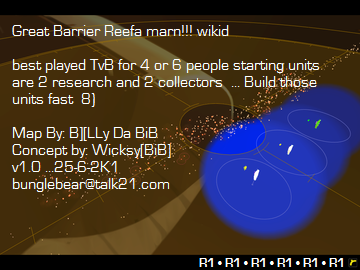 Great Barrier Reefa marn!!! wikid
best played TvB for 4 or 6 people starting units
are 2 research and 2 collectors ... Build those
units fast 8]
Map By: B][LLy Da BiB
Concept by: Wicksy[BiB]
v1.0 ...25-6-2K1
bunglebear@talk21.com
R1 • R1 • R1 • R1 • R1 • R1 r